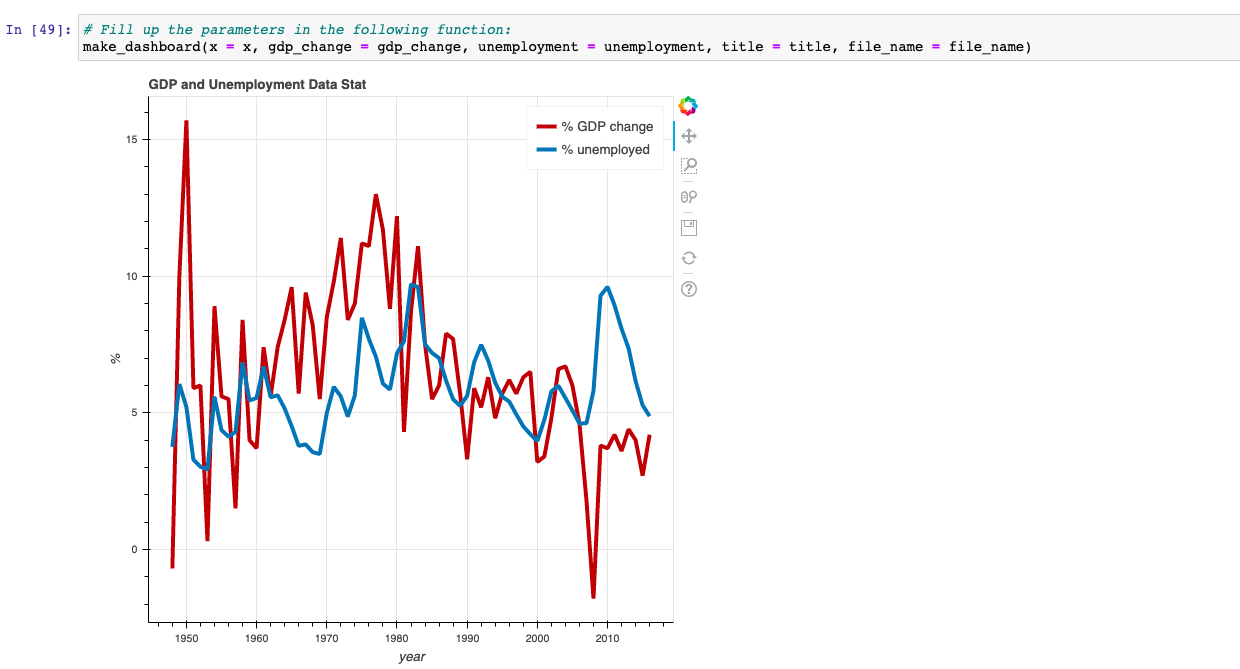 In [49]: # Fill up the parameters in the following function:
make_dashboard(x = x, gdp_change = gdp_change, unemployment = unemployment, title = title, file_name = file_name)
GDP and Unemployment Data Stat
% GDP change
% unemployed
15
10
5
0
%
1950 1960 1970 1980 1990 2000 2010
year